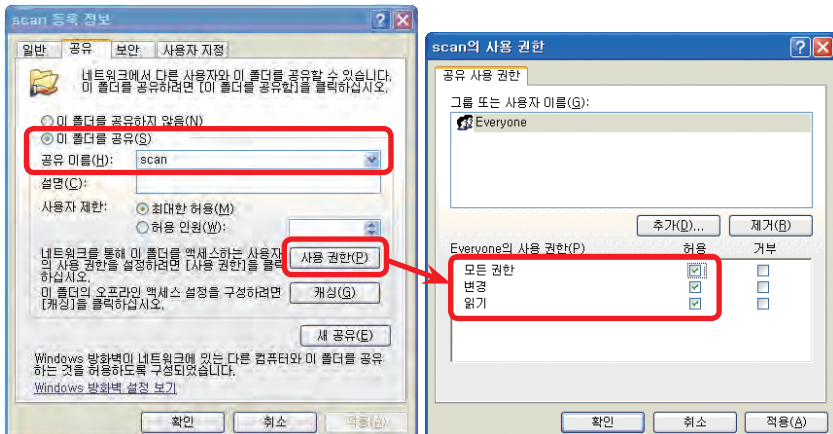 scan 등록 정보
일반 공유 보안 사용자 지정
네트워크에서 다른 사용자와 이 폴더를 공유할 수 있습니다.
이 폴더를 공유하려면 [이 폴더를 공유함]을 클릭하십시오.
이 폴더를 공유하지 않음(N)
이 폴더를 공유(S)
공유 이름(H): scan
설명(C):
사용자 제한: 최대한 허용(M)
허용 인원(W):
네트워크를 통해 이 폴더를 액세스하는 사용자
의 사용 권한을 설정하려면 [사용 권한]을 클릭
하십시오.
사용 권한(P)
이 폴더의 오프라인 액세스 설정을 구성하려면
[캐싱]을 클릭하십시오.
캐싱(G)
새 공유(E)
Windows 방화벽이 네트워크에 있는 다른 컴퓨터와 이 폴더를 공유
하는 것을 허용하도록 구성되었습니다.
Windows 방화벽 설정 보기
확인 취소 적용(A)
scan의 사용 권한
공유 사용 권한
그룹 또는 사용자 이름(G):
Everyone
추가(D)... 제거(R)
Everyone의 사용 권한(P) 허용 거부
모든 권한
변경
읽기
확인 취소 적용(A)